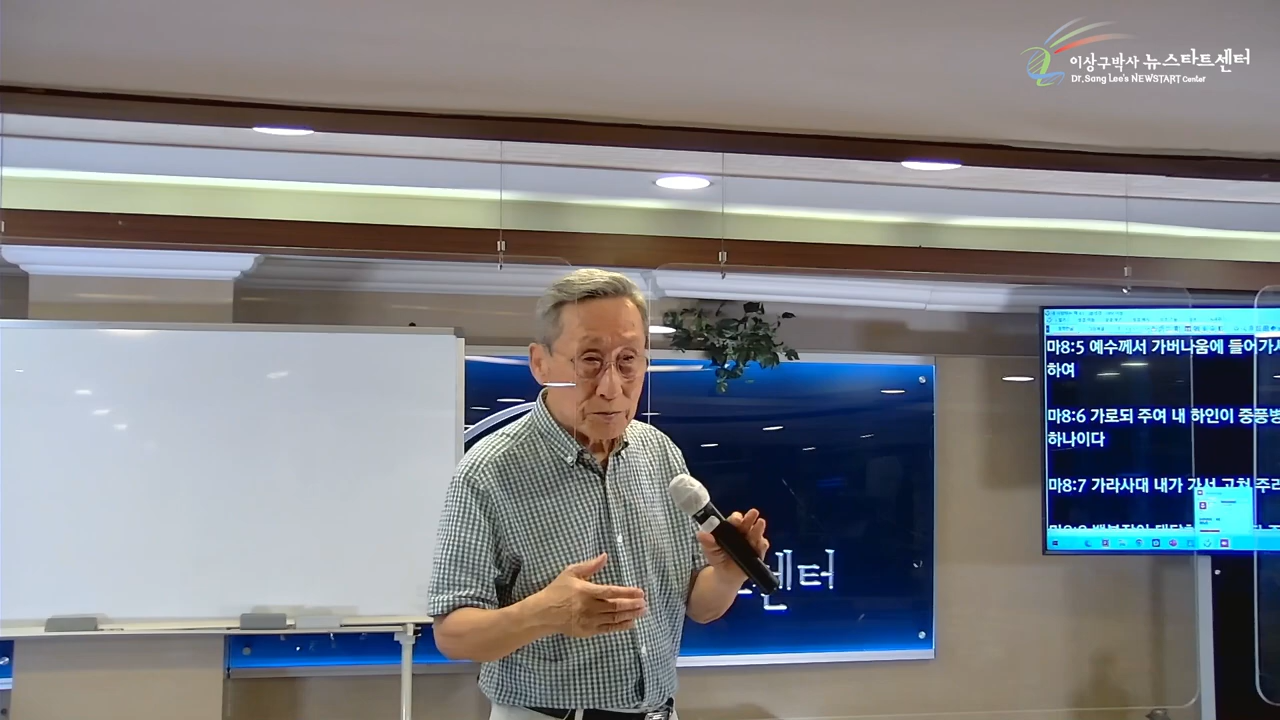 이상구박사 뉴스타트센터
Dr. Sang Lee's NEWSTART Center
마8:5 예수께서 가버나움에 들어가시
하여
마8:6 가로되 주여 내 하인이 중풍병
하나이다
마8:7 가라사대 내가 가서 고쳐 주리
센터